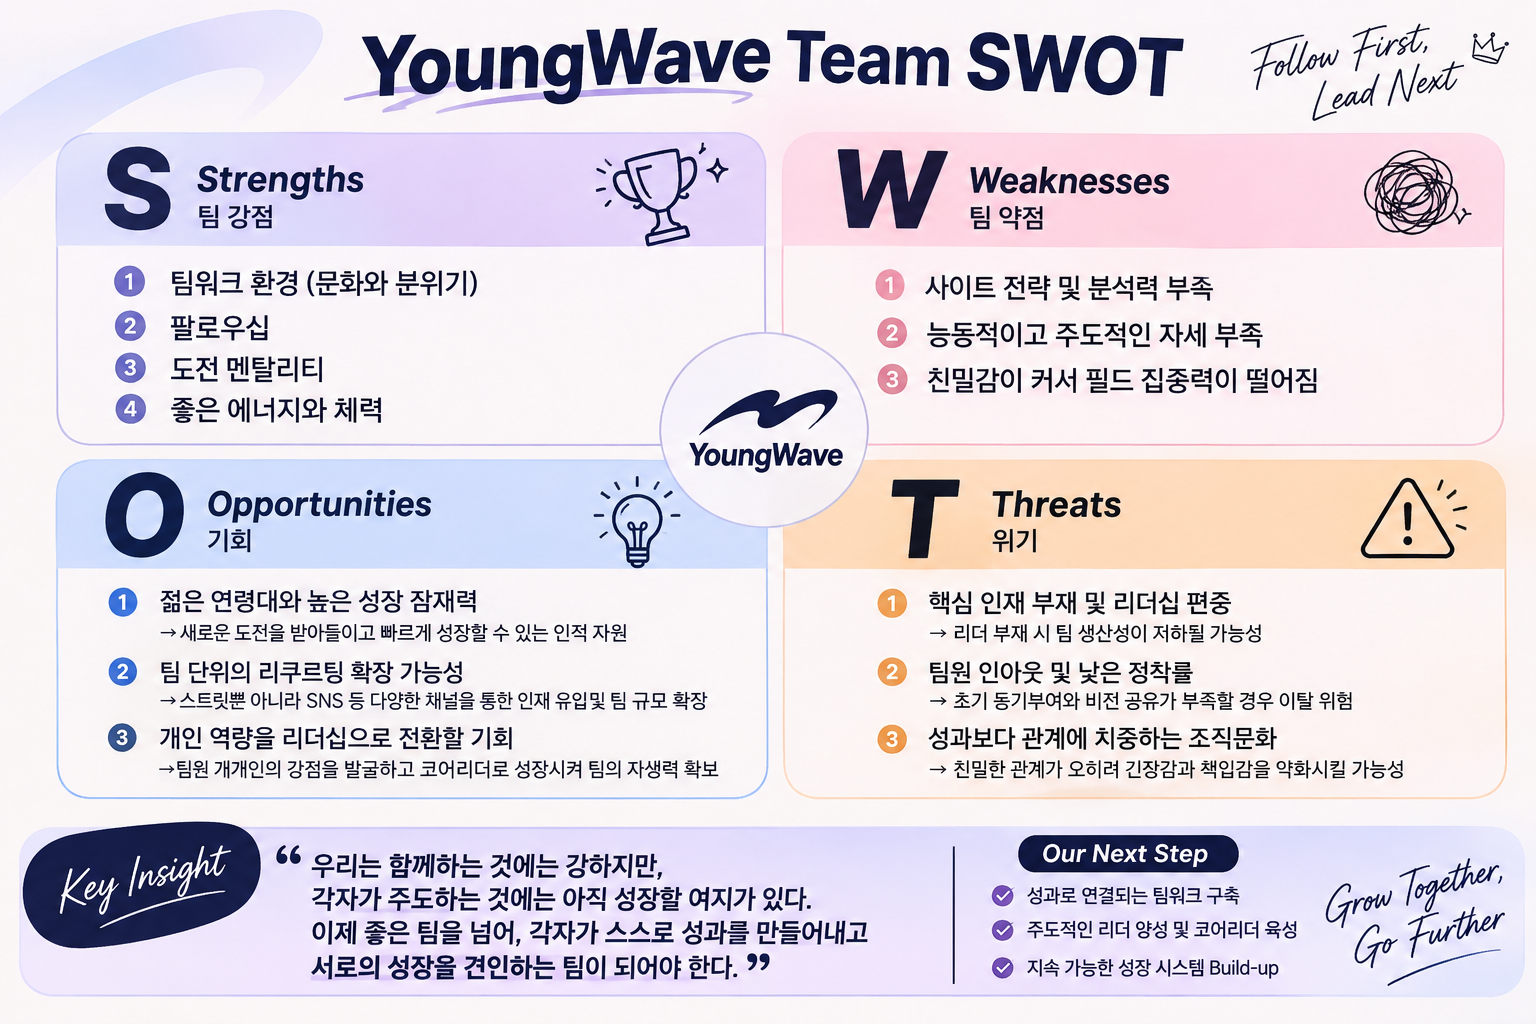 YoungWave Team SWOT
Follow First,
Lead Next
S
Strengths
팀 강점
1 팀워크 환경 (문화와 분위기)
2 팔로우십
3 도전 멘탈리티
4 좋은 에너지와 체력
W
Weaknesses
팀 약점
1 사이트 전략 및 분석력 부족
2 능동적이고 주도적인 자세 부족
3 친밀감이 커서 필드 집중력이 떨어짐
YoungWave
O
Opportunities
기회
1 젊은 연령대와 높은 성장 잠재력
→ 새로운 도전을 받아들이고 빠르게 성장할 수 있는 인적 자원
2 팀 단위의 리쿠르팅 확장 가능성
→ 스트릿뿐 아니라 SNS 등 다양한 채널을 통한 인재 유입및 팀 규모 확장
3 개인 역량을 리더십으로 전환할 기회
→팀원 개개인의 강점을 발굴하고 코어리더로 성장시켜 팀의 자생력 확보
T
Threats
위기
1 핵심 인재 부재 및 리더십 편중
→ 리더 부재 시 팀 생산성이 저하될 가능성
2 팀원 인아웃 및 낮은 정착률
→ 초기 동기부여와 비전 공유가 부족할 경우 이탈 위험
3 성과보다 관계에 치중하는 조직문화
→ 친밀한 관계가 오히려 긴장감과 책임감을 약화시킬 가능성
Key Insight
“ 우리는 함께하는 것에는 강하지만,
각자가 주도하는 것에는 아직 성장할 여지가 있다.
이제 좋은 팀을 넘어, 각자가 스스로 성과를 만들어내고
서로의 성장을 견인하는 팀이 되어야 한다. ”
Our Next Step
성과로 연결되는 팀워크 구축
주도적인 리더 양성 및 코어리더 육성
지속 가능한 성장 시스템 Build-up
Grow Together,
Go Further